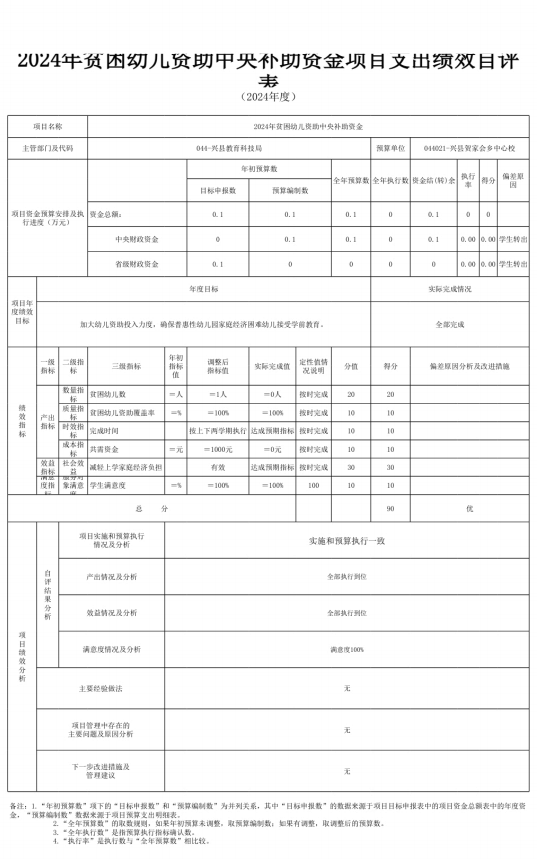 2024年贫困幼儿资助中央补助资金项目支出绩效自评
表
（2024年度）
项目名称 2024年贫困幼儿资助中央补助资金
主管部门及代码 044-兴县教育科技局 预算单位 044021-兴县贺家会乡中心校
项目资金预算安排及执行进度（万元） 年初预算数 全年预算数 全年执行数 资金结(转)余 执行率 得分 偏差原因
目标申报数 预算编制数
资金总额: 0.1 0.1 0.1 0 0.1 0 0
中央财政资金 0 0.1 0.1 0 0.1 0.00 0.00 学生转出
省级财政资金 0.1 0 0 0 0 0.00 0.00 学生转出
项目年度绩效目标 年度目标 实际完成情况
加大幼儿资助投入力度，确保普惠性幼儿园家庭经济困难幼儿接受学前教育。 全部完成
绩效指标 一级指标 二级指标 三级指标 年初指标值 调整后指标值 实际完成值 定性值情况说明 分值 得分 偏差原因分析及改进措施
产出指标 数量指标 贫困幼儿数 ＝人 ＝1人 ＝0人 按时完成 20 20
质量指标 贫困幼儿资助覆盖率 ＝% ＝100% ＝100% 按时完成 10 10
时效指标 完成时间 按上下两学期执行 达成预期指标 按时完成 10 10
成本指标 共需资金 ＝元 ＝1000元 ＝0元 按时完成 10 10
效益指标 社会效益 减轻上学家庭经济负担 有效 达成预期指标 按时完成 30 30
满意度指标 服务对象满意度 学生满意度 ＝% ＝100% ＝100% 100 10 10
总 分 90 优
项目绩效分析 自评结果分析 项目实施和预算执行情况及分析 实施和预算执行一致
产出情况及分析 全部执行到位
效益情况及分析 全部执行到位
满意度情况及分析 满意度100%
主要经验做法 无
项目管理中存在的主要问题及原因分析 无
下一步改进措施及管理建议 无
备注：1.“年初预算数”项下的“目标申报数”和“预算编制数”为并列关系，其中“目标申报数”的数据来源于项目目标申报表中的项目资金总额表中的年度资
金，“预算编制数”数据来源于项目预算支出明细表。
2.“全年预算数”的取数规则，如果年初预算未调整，取预算编制数；如果有调整，取调整后的预算数。
3.“全年执行数”是指预算执行指标确认数。
4.“执行率”是执行数与“全年预算数”相比较。